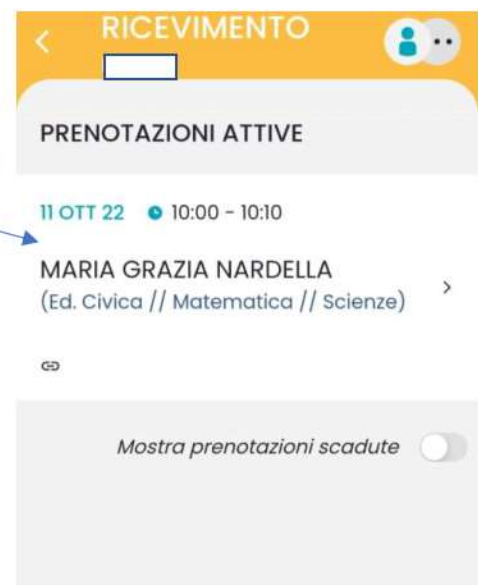 RICEVIMENTO
PRENOTAZIONI ATTIVE
11 OTT 22 10:00 - 10:10
MARIA GRAZIA NARDELLA
(Ed. Civica // Matematica // Scienze)
Mostra prenotazioni scadute